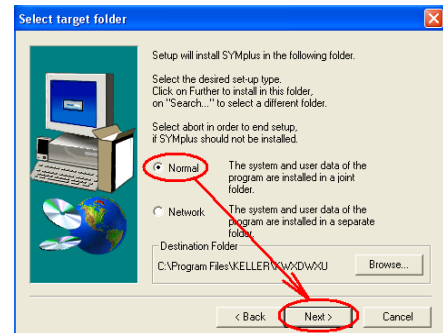 Select target folder
Setup will install SYMplus in the following folder.
Select the desired set-up type.
Click on Further to install in this folder,
on "Search..." to select a different folder.
Select abort in order to end setup,
if SYMplus should not be installed.
Normal
The system and user data of the
program are installed in a joint
folder.
Network
The system and user data of the
program are installed in a separate
folder.
Destination Folder
C:\Program Files\KELLER\XWXDWXU
Browse...
< Back
Next >
Cancel